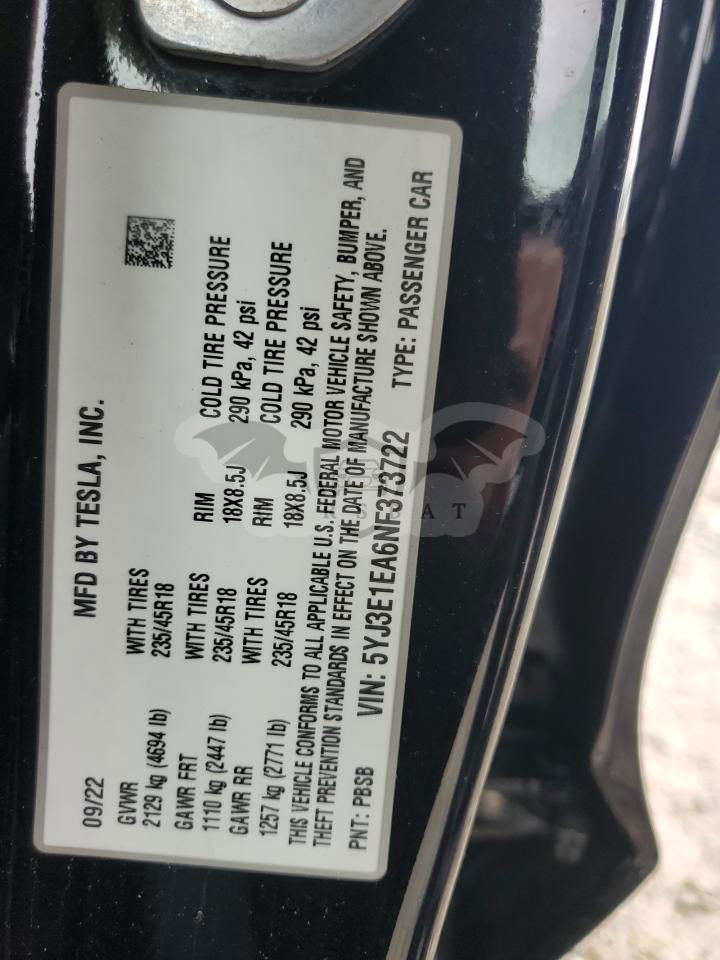 MFD BY TESLA, INC.
09/22
GVWR
2129 kg (4694 lb)
WITH TIRES
235/45R18
RIM
18X8.5J
COLD TIRE PRESSURE
290 kPa, 42 psi
GAWR FRT
1110 kg (2447 lb)
WITH TIRES
235/45R18
RIM
18X8.5J
COLD TIRE PRESSURE
290 kPa, 42 psi
GAWR RR
1257 kg (2771 lb)
WITH TIRES
235/45R18
THIS VEHICLE CONFORMS TO ALL APPLICABLE U.S. FEDERAL MOTOR VEHICLE SAFETY, BUMPER, AND
THEFT PREVENTION STANDARDS IN EFFECT ON THE DATE OF MANUFACTURE SHOWN ABOVE.
PNT: PBSB VIN: 5YJ3E1EA6NF373722 TYPE: PASSENGER CAR